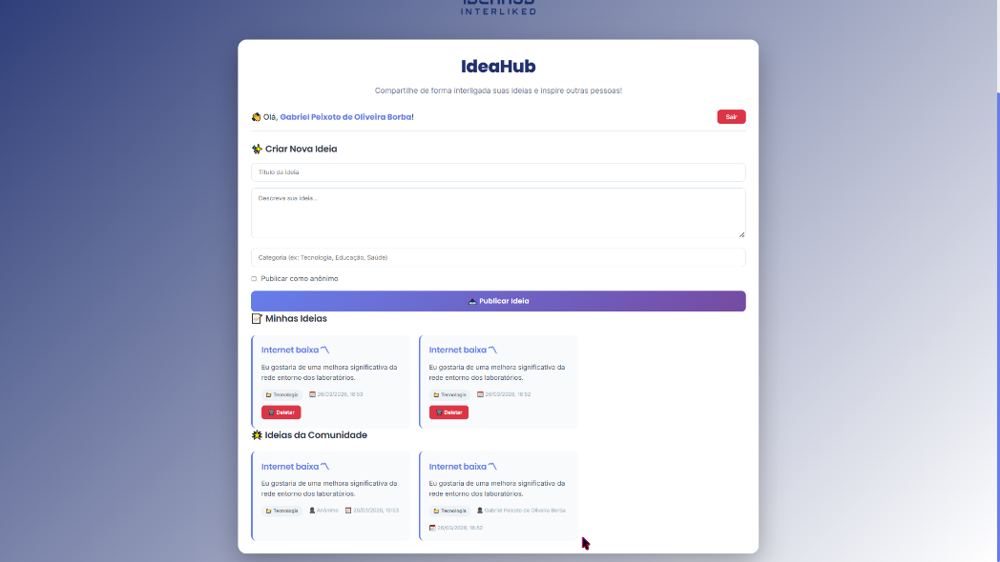 IDEAHUB
INTERLIKED
IdeaHub
Compartilhe de forma interligada suas ideias e inspire outras pessoas!
Olá, Gabriel Peixoto de Oliveira Borba!
Sair
Criar Nova Ideia
Título da ideia
Descreva sua ideia...
Categoria (ex: Tecnologia, Educação, Saúde)
Publicar como anônimo
Publicar Ideia
Minhas Ideias
Internet baixa
Eu gostaria de uma melhora significativa da
rede entorno dos laboratórios.
Tecnologia 26/03/2026, 16:53
Deletar
Internet baixa
Eu gostaria de uma melhora significativa da
rede entorno dos laboratórios.
Tecnologia 26/03/2026, 16:52
Deletar
Ideias da Comunidade
Internet baixa
Eu gostaria de uma melhora significativa da
rede entorno dos laboratórios.
Tecnologia Anônimo 26/03/2026, 16:53
Internet baixa
Eu gostaria de uma melhora significativa da
rede entorno dos laboratórios.
Tecnologia Gabriel Peixoto de Oliveira Borba
26/03/2026, 16:52